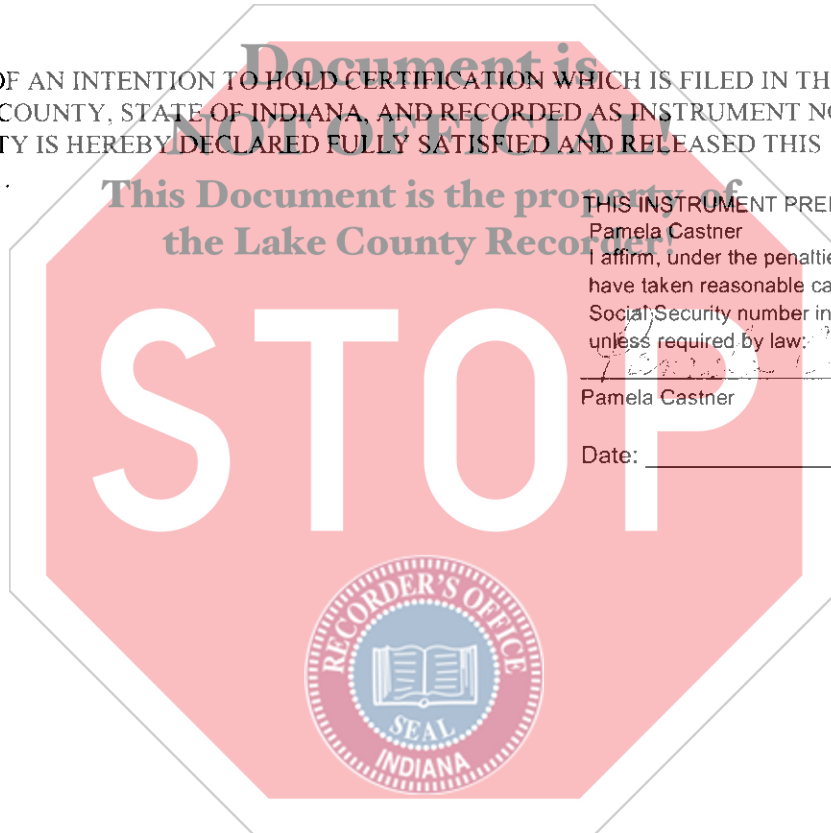 Document is
OF AN INTENTION TO HOLD CERTIFICATION WHICH IS FILED IN TH
COUNTY, STATE OF INDIANA, AND RECORDED AS INSTRUMENT NO
NOT OFFICIAL!
TY IS HEREBY DECLARED FULLY SATISFIED AND RELEASED THIS
This Document is the property of
the Lake County Recorder!
THIS INSTRUMENT PREP
Pamela Castner
I affirm, under the penaltie
have taken reasonable ca
Social Security number in
unless required by law:
Pamela Castner
Date:
STOP
RECORDER'S OFFICE
SEAL
INDIANA